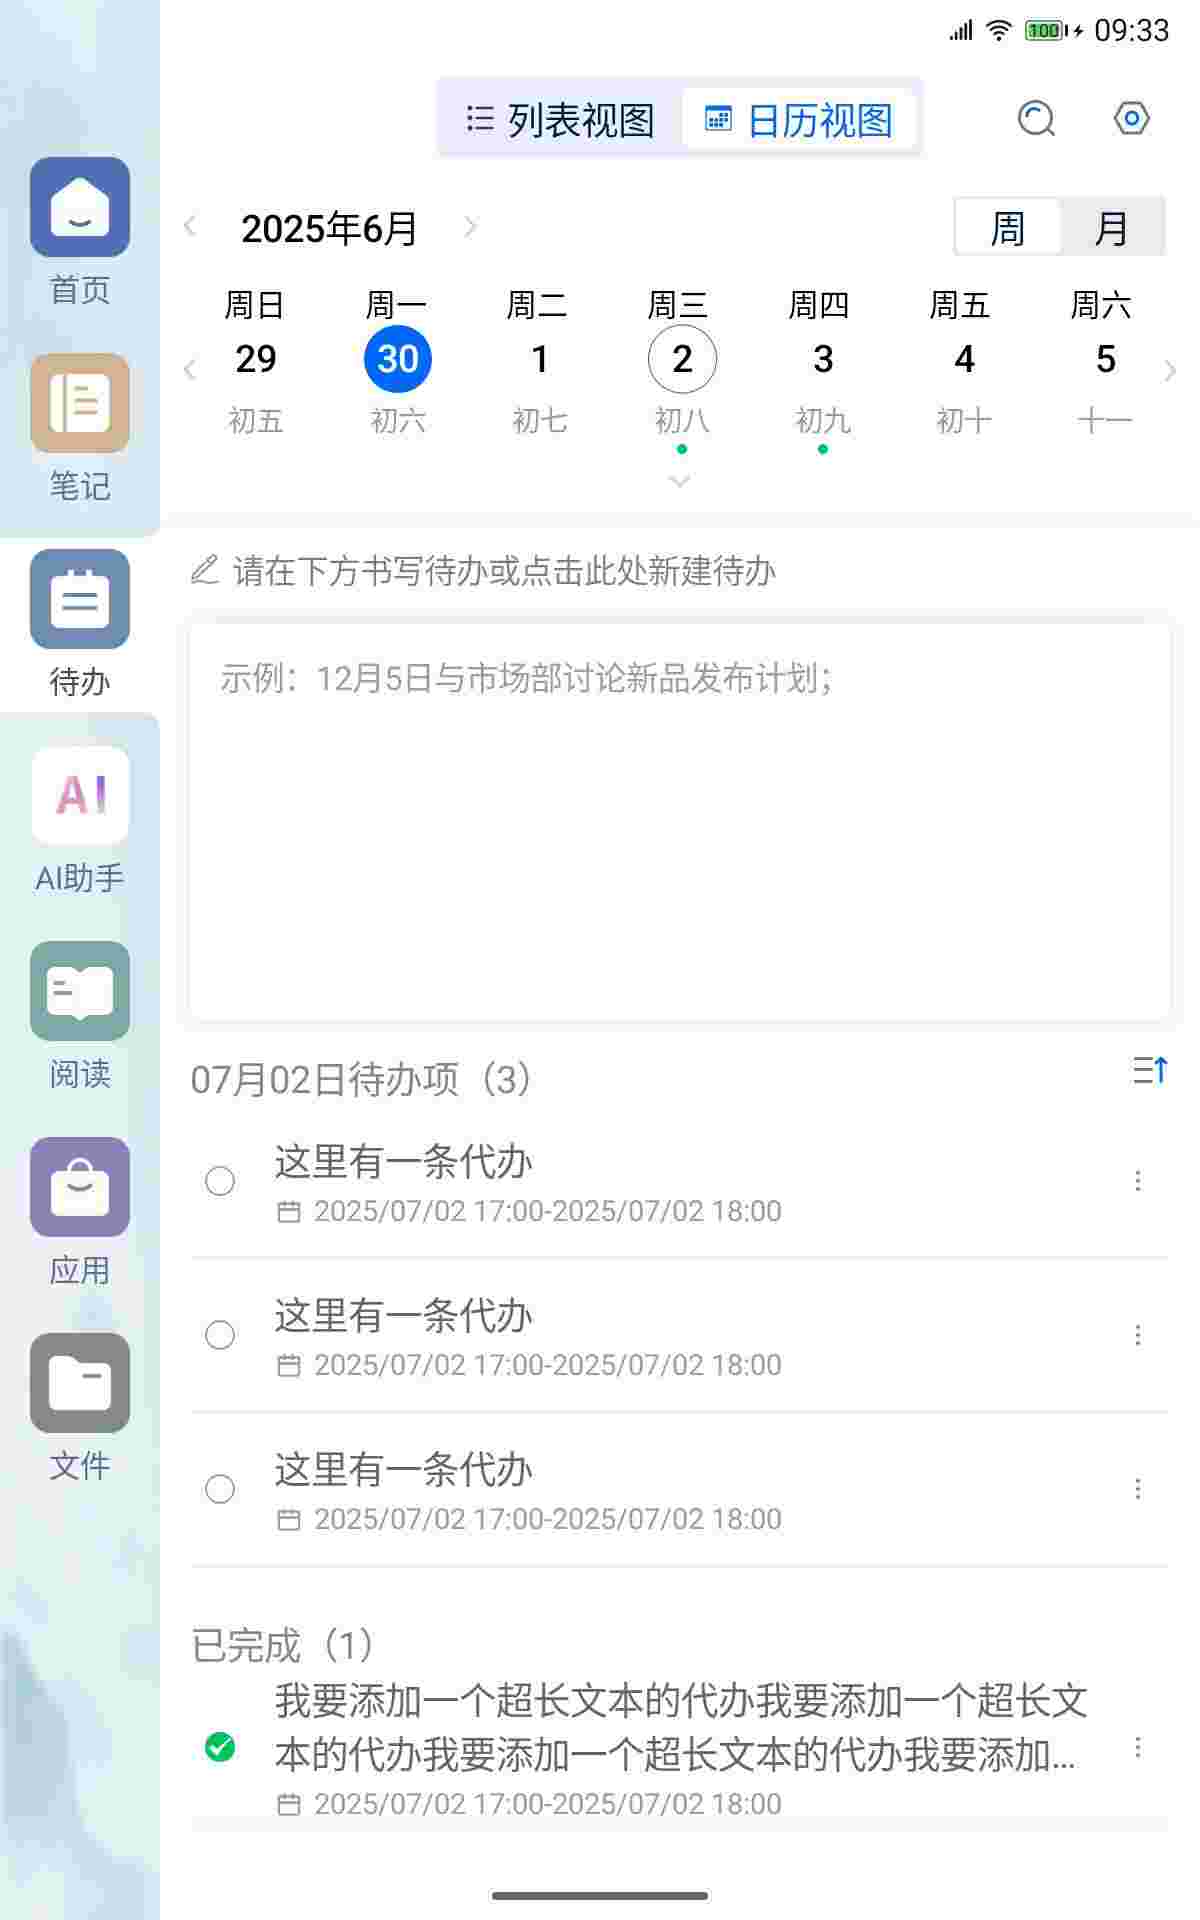 100 09:33
列表视图 日历视图
2025年6月 周 月
周日 周一 周二 周三 周四 周五 周六
29 30 1 2 3 4 5
初五 初六 初七 初八 初九 初十 十一
请在下方书写待办或点击此处新建待办
示例：12月5日与市场部讨论新品发布计划；
07月02日待办项（3）
这里有一条代办
2025/07/02 17:00-2025/07/02 18:00
这里有一条代办
2025/07/02 17:00-2025/07/02 18:00
这里有一条代办
2025/07/02 17:00-2025/07/02 18:00
已完成（1）
我要添加一个超长文本的代办我要添加一个超长文
本的代办我要添加一个超长文本的代办我要添加...
2025/07/02 17:00-2025/07/02 18:00
首页
笔记
待办
AI
AI助手
阅读
应用
文件